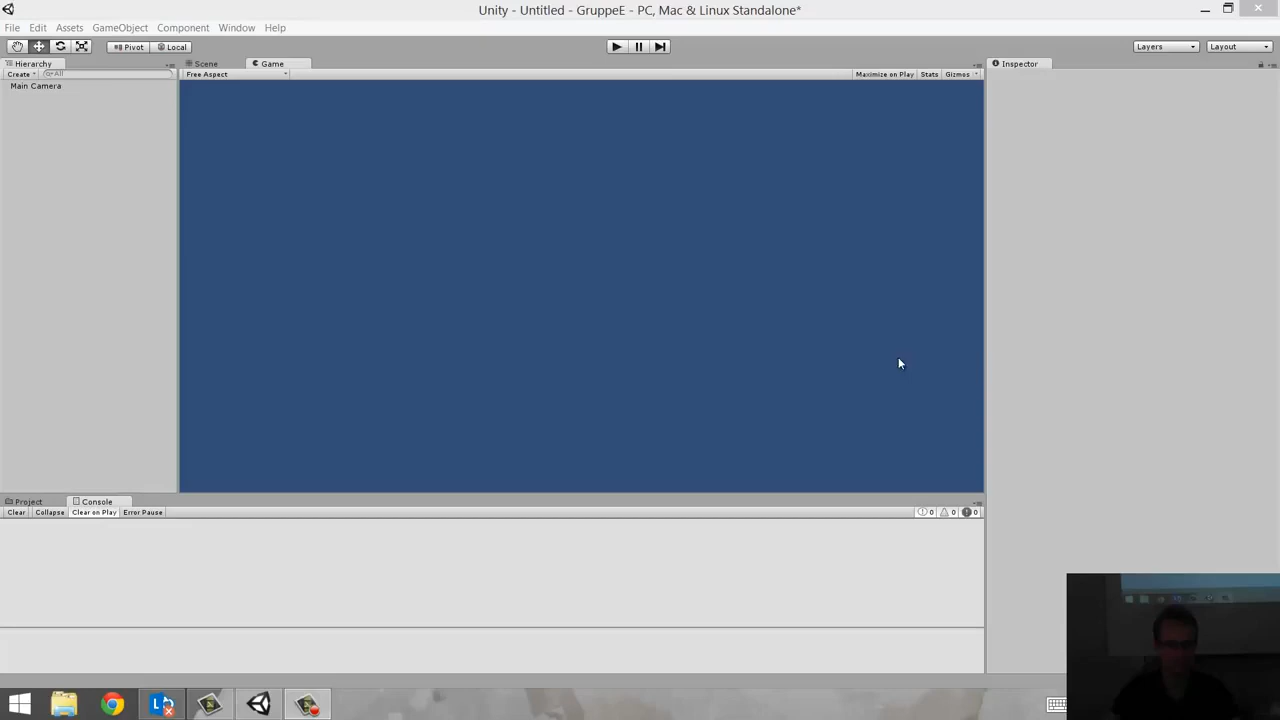 Unity - Untitled - GruppeE - PC, Mac & Linux Standalone*
File Edit Assets GameObject Component Window Help
Pivot Local Layers Layout
Hierarchy Scene Game Inspector
Create All Free Aspect Maximize on Play Stats Gizmos
Main Camera
Project Console
Clear Collapse Clear on Play Error Pause 0 0 0